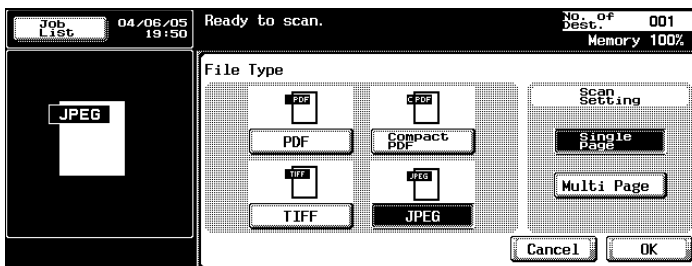 Job
List
04/06/05
19:50
Ready to scan.
No. of
Dest.
001
Memory 100%
JPEG
File Type
PDF
PDF
C PDF
Compact
PDF
TIFF
TIFF
JPEG
JPEG
Scan
Setting
Single
Page
Multi Page
Cancel
OK